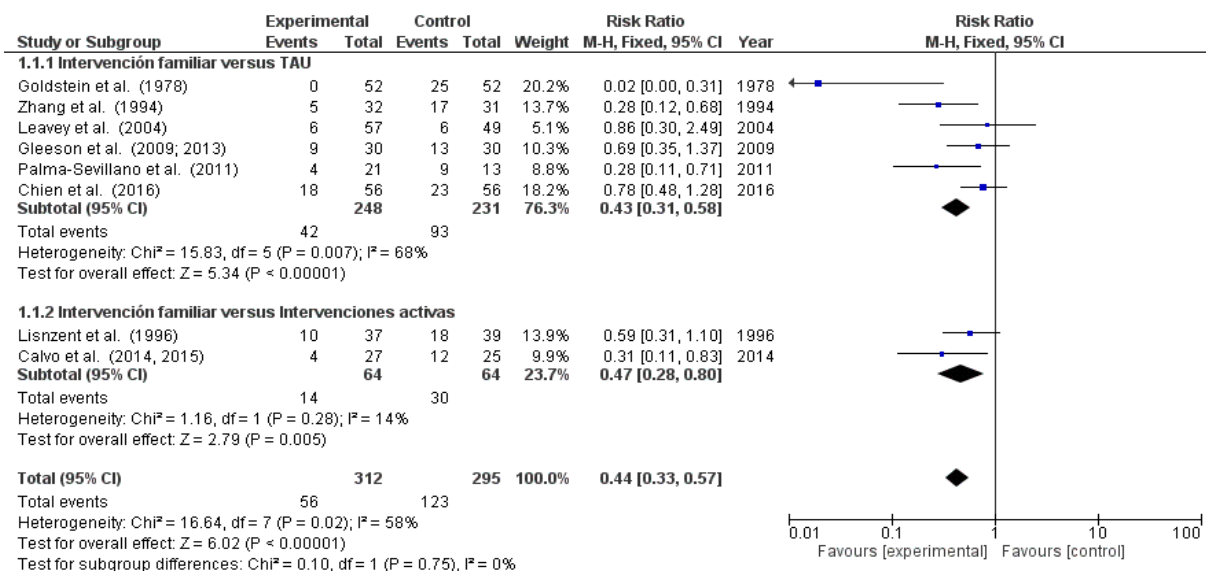 Experimental Control Risk Ratio Risk Ratio
Study or Subgroup Events Total Events Total Weight M-H, Fixed, 95% CI Year M-H, Fixed, 95% CI
1.1.1 Intervención familiar versus TAU
Goldstein et al. (1978) 0 52 25 52 20.2% 0.02 [0.00, 0.31] 1978
Zhang et al. (1994) 5 32 17 31 13.7% 0.28 [0.12, 0.68] 1994
Leavey et al. (2004) 6 57 6 49 5.1% 0.86 [0.30, 2.49] 2004
Gleeson et al. (2009; 2013) 9 30 13 30 10.3% 0.69 [0.35, 1.37] 2009
Palma-Sevillano et al. (2011) 4 21 9 13 8.8% 0.28 [0.11, 0.71] 2011
Chien et al. (2016) 18 56 23 56 18.2% 0.78 [0.48, 1.28] 2016
Subtotal (95% CI) 248 231 76.3% 0.43 [0.31, 0.58]
Total events 42 93
Heterogeneity: Chi² = 15.83, df = 5 (P = 0.007); I² = 68%
Test for overall effect: Z = 5.34 (P < 0.00001)
1.1.2 Intervención familiar versus Intervenciones activas
Lisnzent et al. (1996) 10 37 18 39 13.9% 0.59 [0.31, 1.10] 1996
Calvo et al. (2014, 2015) 4 27 12 25 9.9% 0.31 [0.11, 0.83] 2014
Subtotal (95% CI) 64 64 23.7% 0.47 [0.28, 0.80]
Total events 14 30
Heterogeneity: Chi² = 1.16, df = 1 (P = 0.28); I² = 14%
Test for overall effect: Z = 2.79 (P = 0.005)
Total (95% CI) 312 295 100.0% 0.44 [0.33, 0.57]
Total events 56 123
Heterogeneity: Chi² = 16.64, df = 7 (P = 0.02); I² = 58%
Test for overall effect: Z = 6.02 (P < 0.00001)
Test for subgroup differences: Chi² = 0.10, df = 1 (P = 0.75), I² = 0%
0.01 0.1 1 10 100
Favours [experimental] Favours [control]